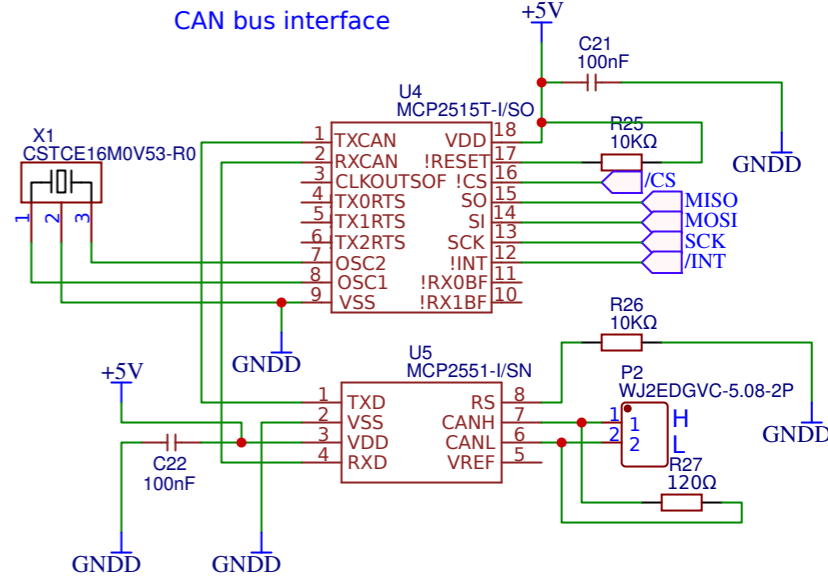 CAN bus interface
+5V
C21
100nF
GNDD
U4
MCP2515T-I/SO
1 TXCAN
2 RXCAN
3 CLKOUTSOF
4 TX0RTS
5 TX1RTS
6 TX2RTS
7 OSC2
8 OSC1
9 VSS
VDD 18
!RESET 17
!CS 16
SO 15
SI 14
SCK 13
!INT 12
!RX0BF 11
!RX1BF 10
R25
10KΩ
/CS
MISO
MOSI
SCK
/INT
X1
CSTCE16M0V53-R0
1 2 3
GNDD
R26
10KΩ
GNDD
U5
MCP2551-I/SN
1 TXD
2 VSS
3 VDD
4 RXD
RS 8
CANH 7
CANL 6
VREF 5
P2
WJ2EDGVC-5.08-2P
1 1 H
2 2 L
R27
120Ω
+5V
C22
100nF
GNDD
GNDD